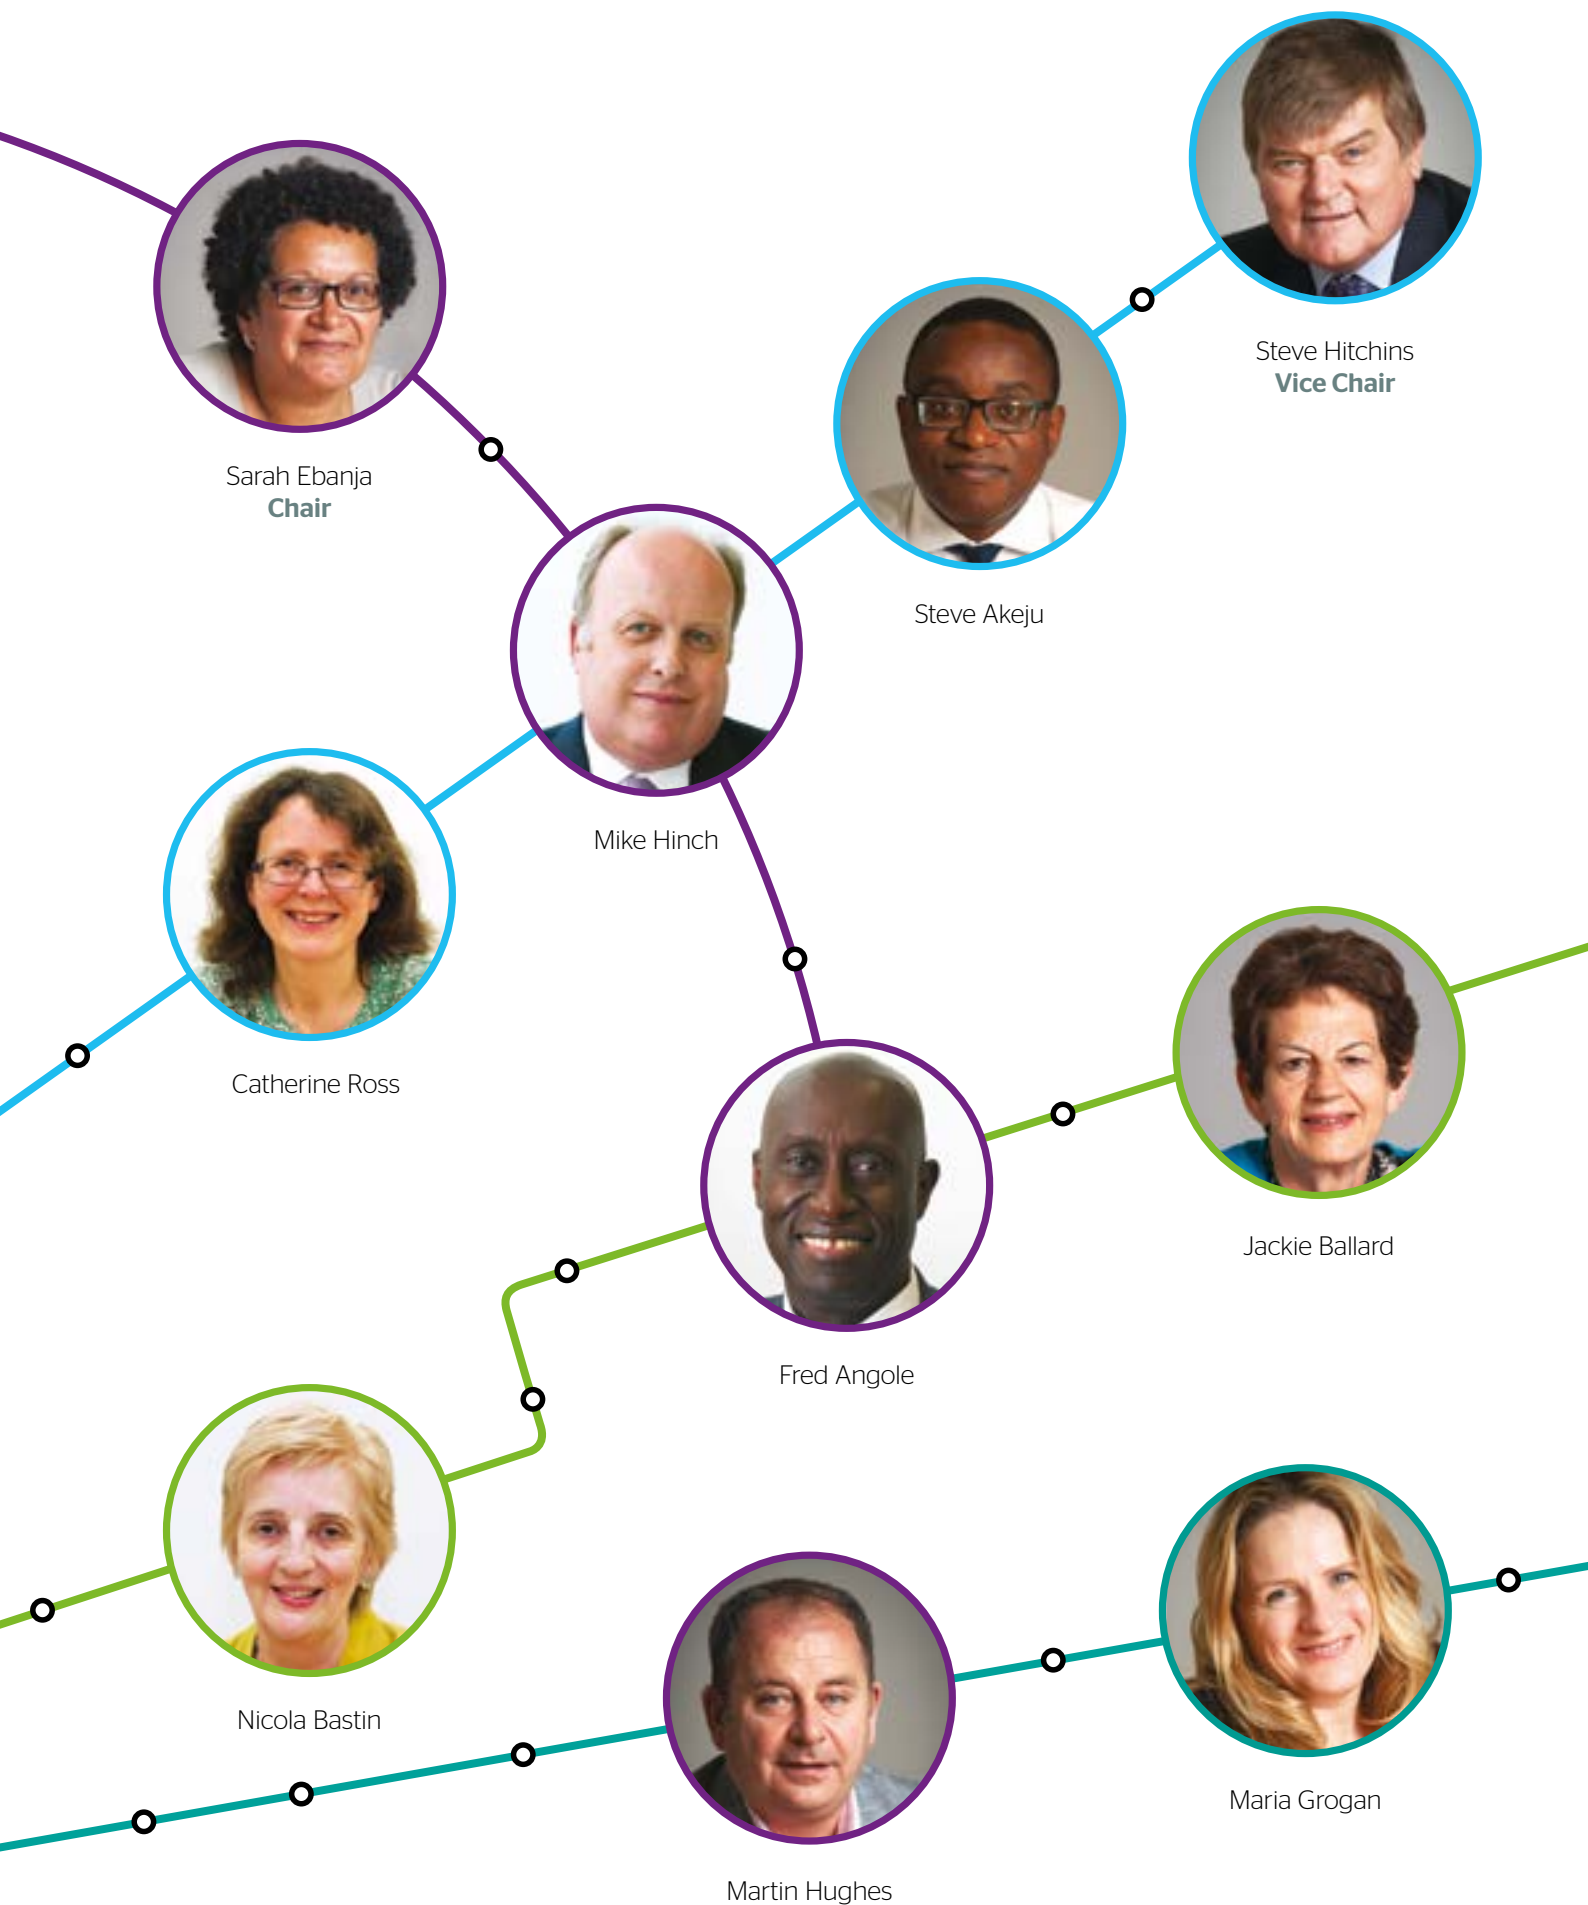 Steve Hitchins
Vice Chair
Sarah Ebanja
Chair
Steve Akeju
Mike Hinch
Catherine Ross
Jackie Ballard
Fred Angole
Nicola Bastin
Maria Grogan
Martin Hughes